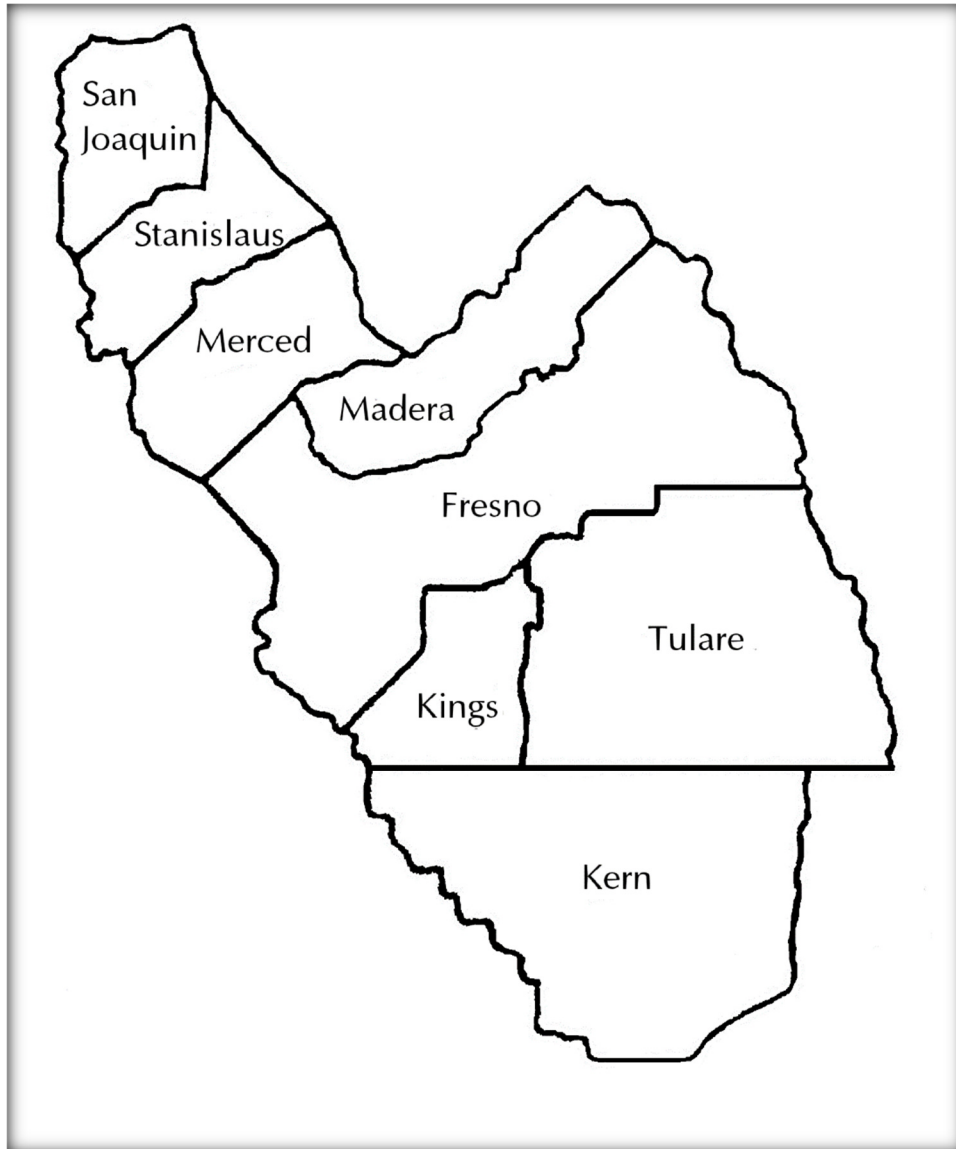 San
Joaquin
Stanislaus
Merced
Madera
Fresno
Tulare
Kings
Kern